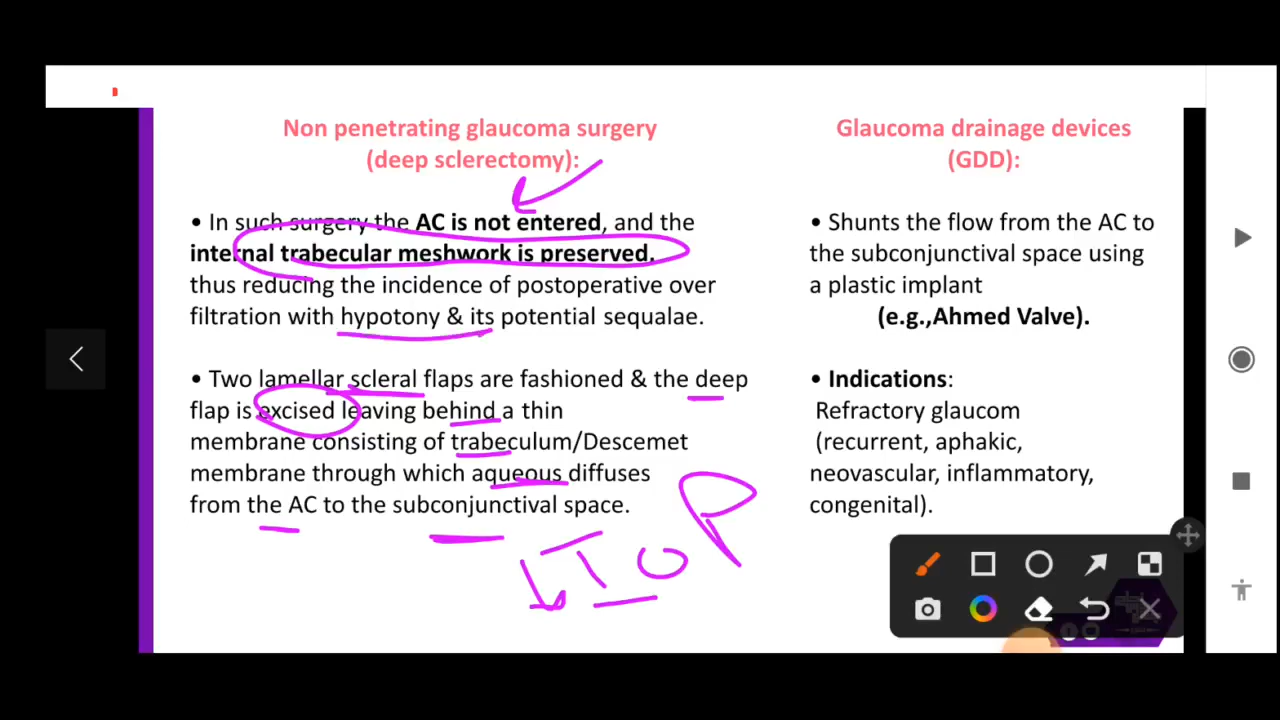 Non penetrating glaucoma surgery
(deep sclerectomy):
• In such surgery the AC is not entered, and the
internal trabecular meshwork is preserved.
thus reducing the incidence of postoperative over
filtration with hypotony & its potential sequalae.
• Two lamellar scleral flaps are fashioned & the deep
flap is excised leaving behind a thin
membrane consisting of trabeculum/Descemet
membrane through which aqueous diffuses
from the AC to the subconjunctival space.
↓IOP
Glaucoma drainage devices
(GDD):
• Shunts the flow from the AC to
the subconjunctival space using
a plastic implant
(e.g.,Ahmed Valve).
• Indications:
Refractory glaucom
(recurrent, aphakic,
neovascular, inflammatory,
congenital).